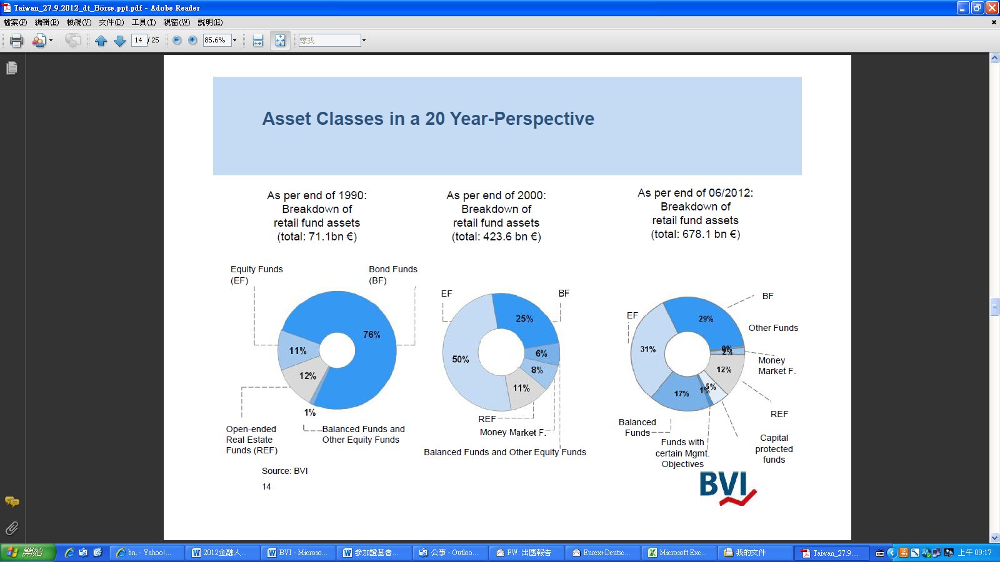 Taiwan_27.9.2012_dt_Börse.ppt.pdf - Adobe Reader
檔案(F) 編輯(E) 檢視(V) 文件(D) 工具(T) 視窗(W) 說明(H)
14 / 25 85.6% 尋找
Asset Classes in a 20 Year-Perspective
As per end of 1990:
Breakdown of
retail fund assets
(total: 71.1bn €)
As per end of 2000:
Breakdown of
retail fund assets
(total: 423.6 bn €)
As per end of 06/2012:
Breakdown of
retail fund assets
(total: 678.1 bn €)
Equity Funds
(EF)
Bond Funds
(BF)
76%
11%
12%
1%
Open-ended
Real Estate
Funds (REF)
Balanced Funds and
Other Equity Funds
EF
BF
25%
50%
6%
8%
11%
REF
Money Market F.
Balanced Funds and Other Equity Funds
EF
BF
Other Funds
29%
31%
0%
2%
12%
5%
1%
17%
Money
Market F.
REF
Balanced
Funds
Funds with
certain Mgmt.
Objectives
Capital
protected
funds
Source: BVI
14
BVI
開始 bn. - Yahoo!... 2012金融人... BVI - Microso... 參加證基會... 公事 - Outloo... FW: 出國報告 Eurex+Deutsc... Microsoft Exc... 我的文件 Taiwan_27.9.... 上午 09:17